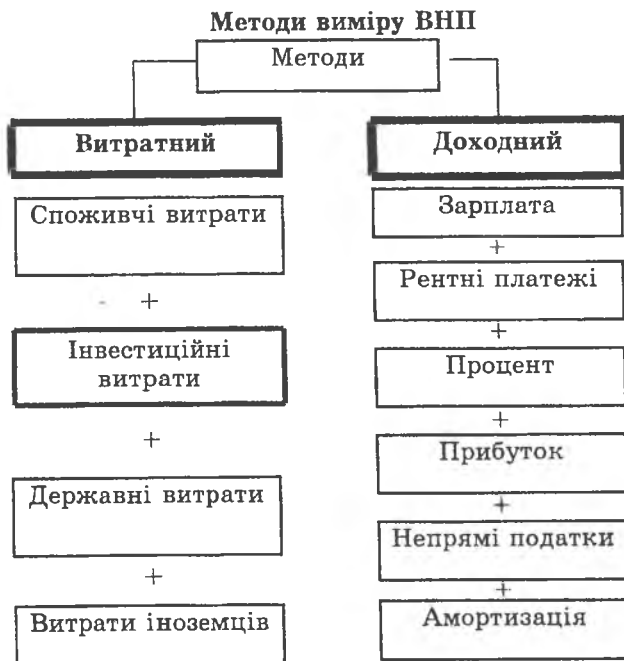 Методи виміру ВНП
Методи
Витратний
Споживчі витрати
+
Інвестиційні
витрати
+
Державні витрати
+
Витрати іноземців
Доходний
Зарплата
+
Рентні платежі
+
Процент
+
Прибуток
+
Непрямі податки
+
Амортизація